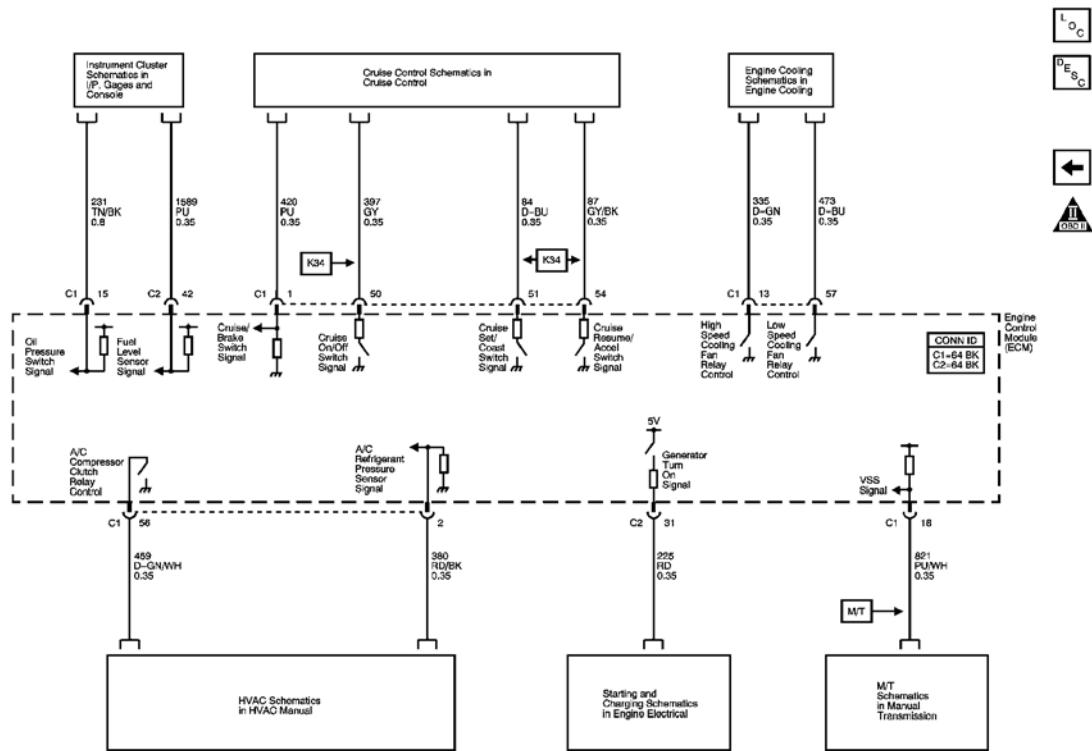 L O C
Instrument Cluster
Schematics in
I/P, Gages and
Console
Cruise Control Schematics in
Cruise Control
Engine Cooling
Schematics in
Engine Cooling
D E S C
231
TN/BK
0.8
1589
PU
0.35
420
PU
0.35
397
GY
0.35
84
D-BU
0.35
87
GY/BK
0.35
335
D-GN
0.35
473
D-BU
0.35
II
OBD II
K34
K34
C1 15
C2 42
C1 1
50
51
54
C1 13
57
Oil
Pressure
Switch
Signal
Fuel
Level
Sensor
Signal
Cruise/
Brake
Switch
Signal
Cruise
On/Off
Switch
Signal
Cruise
Set/
Coast
Switch
Signal
Cruise
Resume/
Accel
Switch
Signal
High
Speed
Cooling
Fan
Relay
Control
Low
Speed
Cooling
Fan
Relay
Control
CONN ID
C1=64 BK
C2=64 BK
Engine
Control
Module
(ECM)
A/C
Compressor
Clutch
Relay
Control
A/C
Refrigerant
Pressure
Sensor
Signal
5V
Generator
Turn
On
Signal
VSS
Signal
C1 56
2
C2 31
C1 18
459
D-GN/WH
0.35
380
RD/BK
0.35
225
RD
0.35
821
PU/WH
0.35
M/T
HVAC Schematics
in HVAC Manual
Starting and
Charging Schematics
in Engine Electrical
M/T
Schematics
in Manual
Transmission